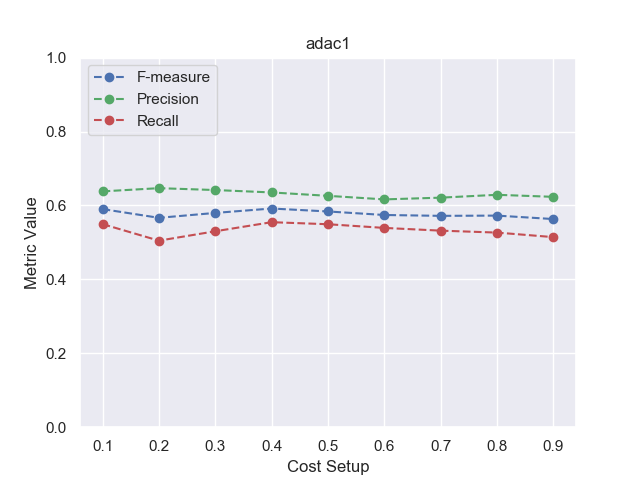 adac1
F-measure
Precision
Recall
Metric Value
1.0
0.8
0.6
0.4
0.2
0.0
0.1 0.2 0.3 0.4 0.5 0.6 0.7 0.8 0.9
Cost Setup